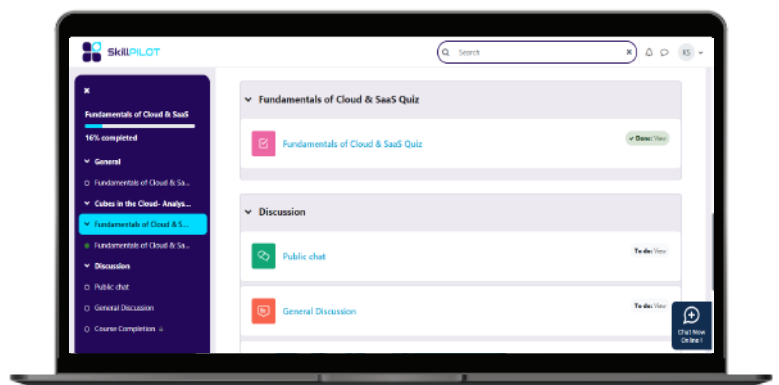 SkillPILOT
Search
KS
Fundamentals of Cloud & SaaS
16% completed
General
Fundamentals of Cloud & Sa...
Cubes in the Cloud- Analys...
Fundamentals of Cloud & S...
Fundamentals of Cloud & Sa...
Discussion
Public chat
General Discussion
Course Completion
Fundamentals of Cloud & SaaS Quiz
Fundamentals of Cloud & SaaS Quiz
Done: View
Discussion
Public chat
To do: View
General Discussion
To do: View
Chat Now
Online !